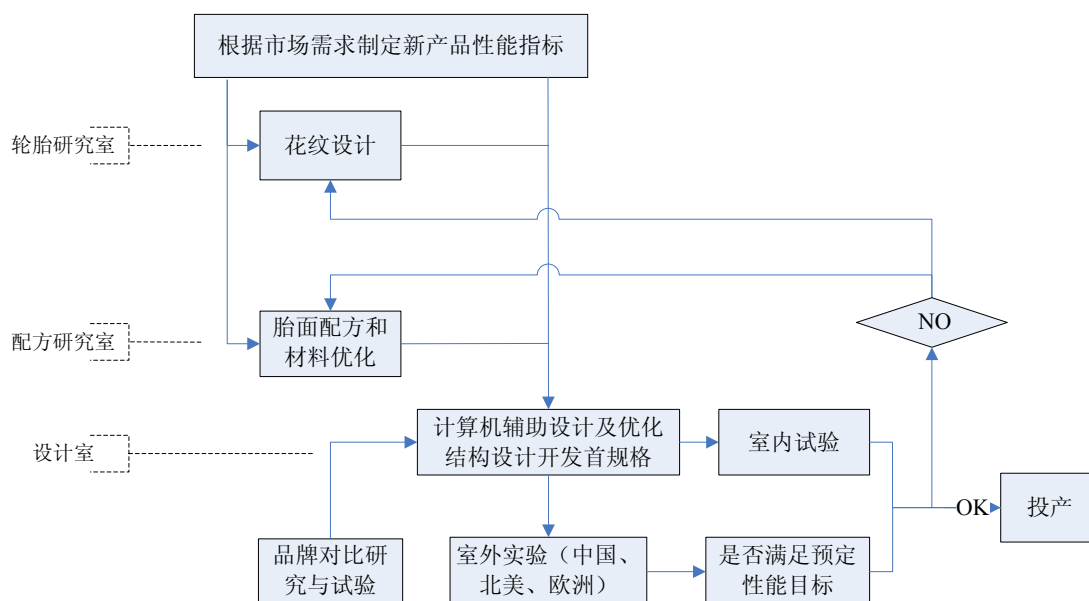 根据市场需求制定新产品性能指标
轮胎研究室
花纹设计
配方研究室
胎面配方和
材料优化
NO
设计室
计算机辅助设计及优化
结构设计开发首规格
室内试验
OK
投产
品牌对比研
究与试验
室外实验（中国、
北美、欧洲）
是否满足预定
性能目标